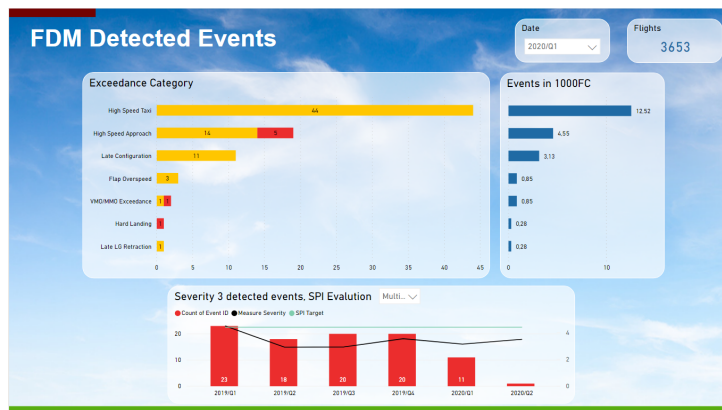 FDM Detected Events
Date
2020/Q1
Flights
3653
Exceedance Category
High Speed Taxi
44
High Speed Approach
14
5
Late Configuration
11
Flap Overspeed
3
VMO/MMO Exceedance
1
1
Hard Landing
1
Late LG Retraction
1
0 5 10 15 20 25 30 35 40 45
Events in 1000FC
12,52
4,55
3,13
0,85
0,85
0,28
0,28
0 10
Severity 3 detected events, SPI Evalution
Multi...
Count of Event ID Measure Severity SPI Target
20
10
0
23 18 20 20 11
4
2
0
2019/Q1 2019/Q2 2019/Q3 2019/Q4 2020/Q1 2020/Q2